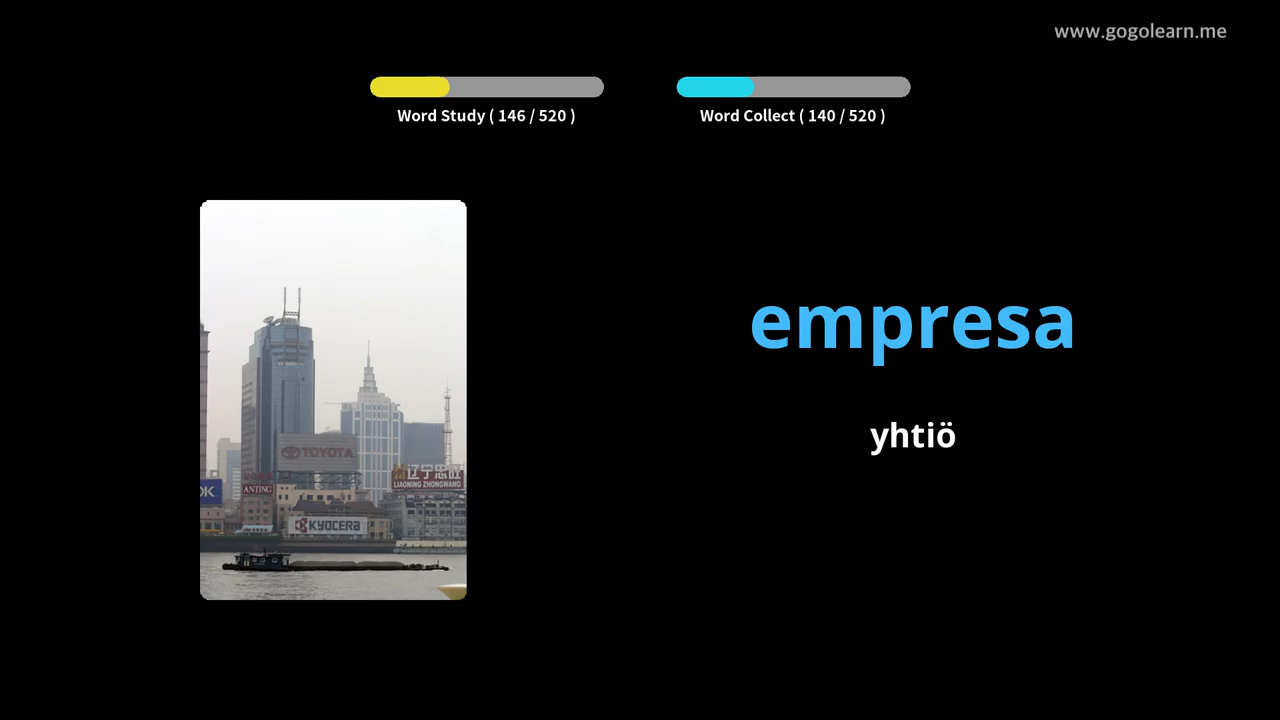 www.gogolearn.me
Word Study ( 146 / 520 )
Word Collect ( 140 / 520 )
empresa
yhtiö
TOYOTA
辽宁忠旺
LIAONING ZHONGWANG
OK
ANTING
KYOCERA